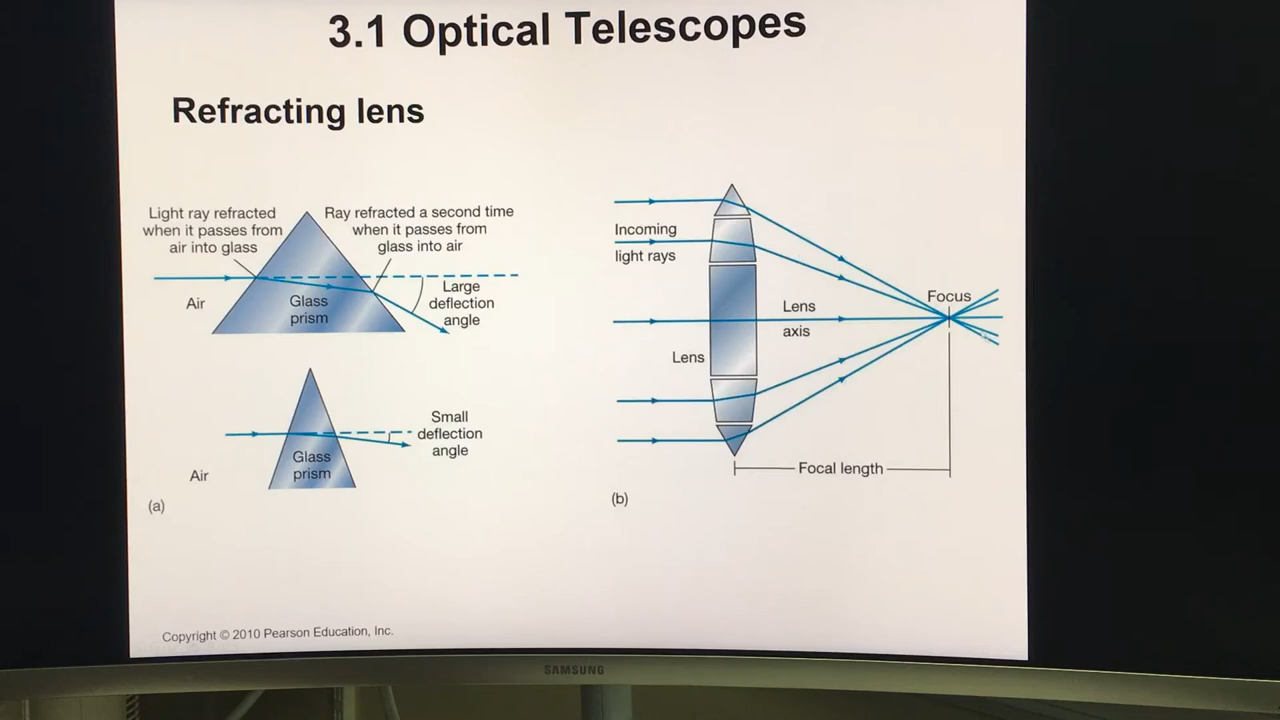 3.1 Optical Telescopes
Refracting lens
Light ray refracted
when it passes from
air into glass
Ray refracted a second time
when it passes from
glass into air
Air
Glass
prism
Large
deflection
angle
Small
deflection
angle
Glass
prism
Air
(a)
Incoming
light rays
Lens
axis
Lens
Focus
Focal length
(b)
Copyright © 2010 Pearson Education, Inc.
SAMSUNG